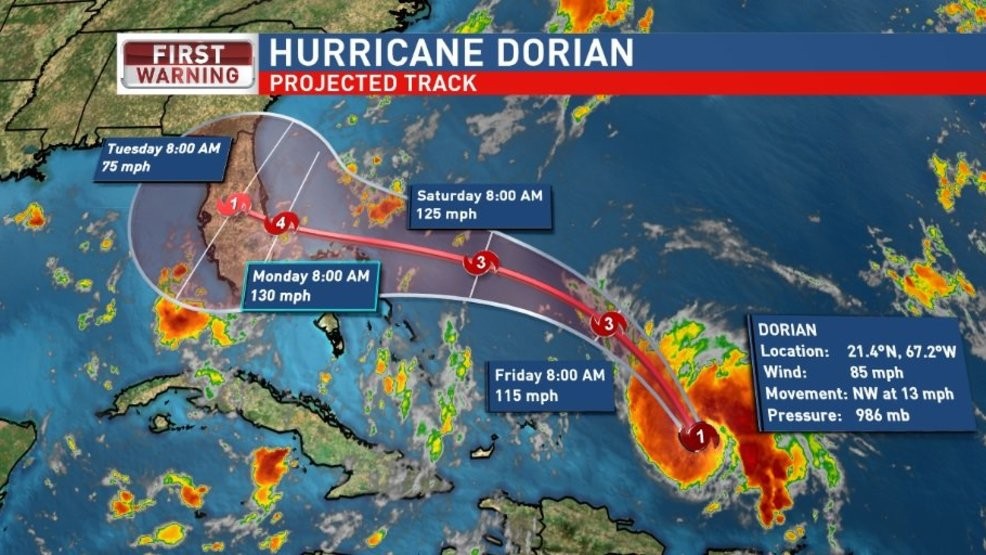 FIRST
WARNING
HURRICANE DORIAN
PROJECTED TRACK
Tuesday 8:00 AM
75 mph
Saturday 8:00 AM
125 mph
1
4
3
Monday 8:00 AM
130 mph
3
Friday 8:00 AM
115 mph
1
DORIAN
Location: 21.4°N, 67.2°W
Wind: 85 mph
Movement: NW at 13 mph
Pressure: 986 mb